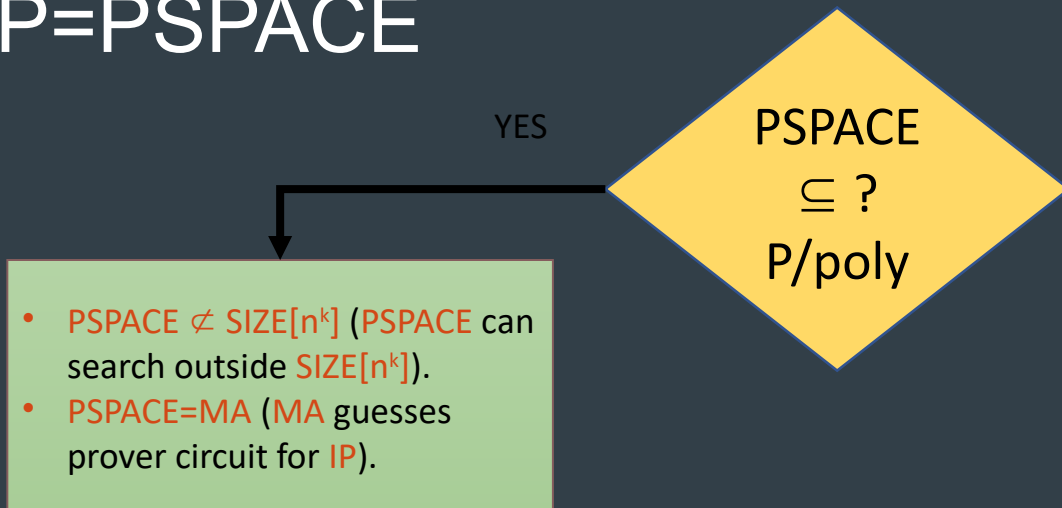 P=PSPACE
YES
PSPACE
⊆ ?
P/poly
• PSPACE ⊄ SIZE[nᵏ] (PSPACE can
search outside SIZE[nᵏ]).
• PSPACE=MA (MA guesses
prover circuit for IP).